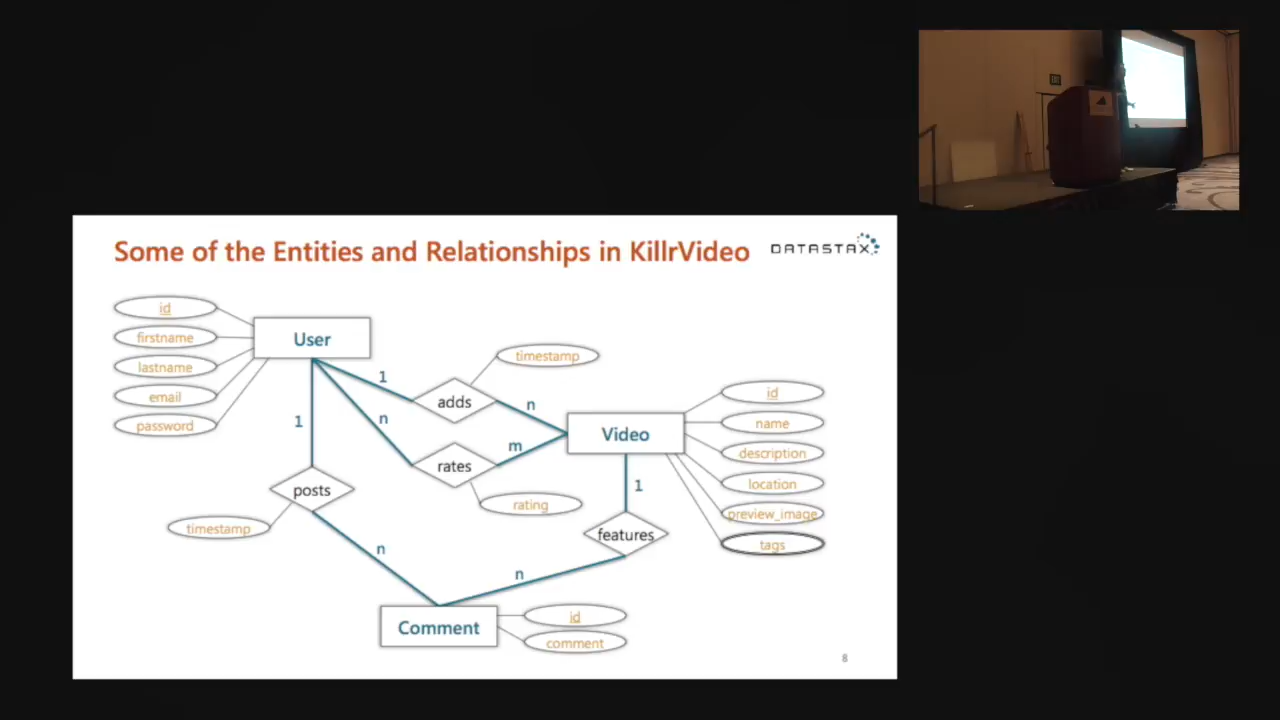 Some of the Entities and Relationships in KillrVideo
DATASTAX
id
firstname
lastname
email
password
User
1
n
1
adds
timestamp
n
rates
m
rating
posts
timestamp
n
Video
1
features
n
id
name
description
location
preview_image
tags
Comment
id
comment
8